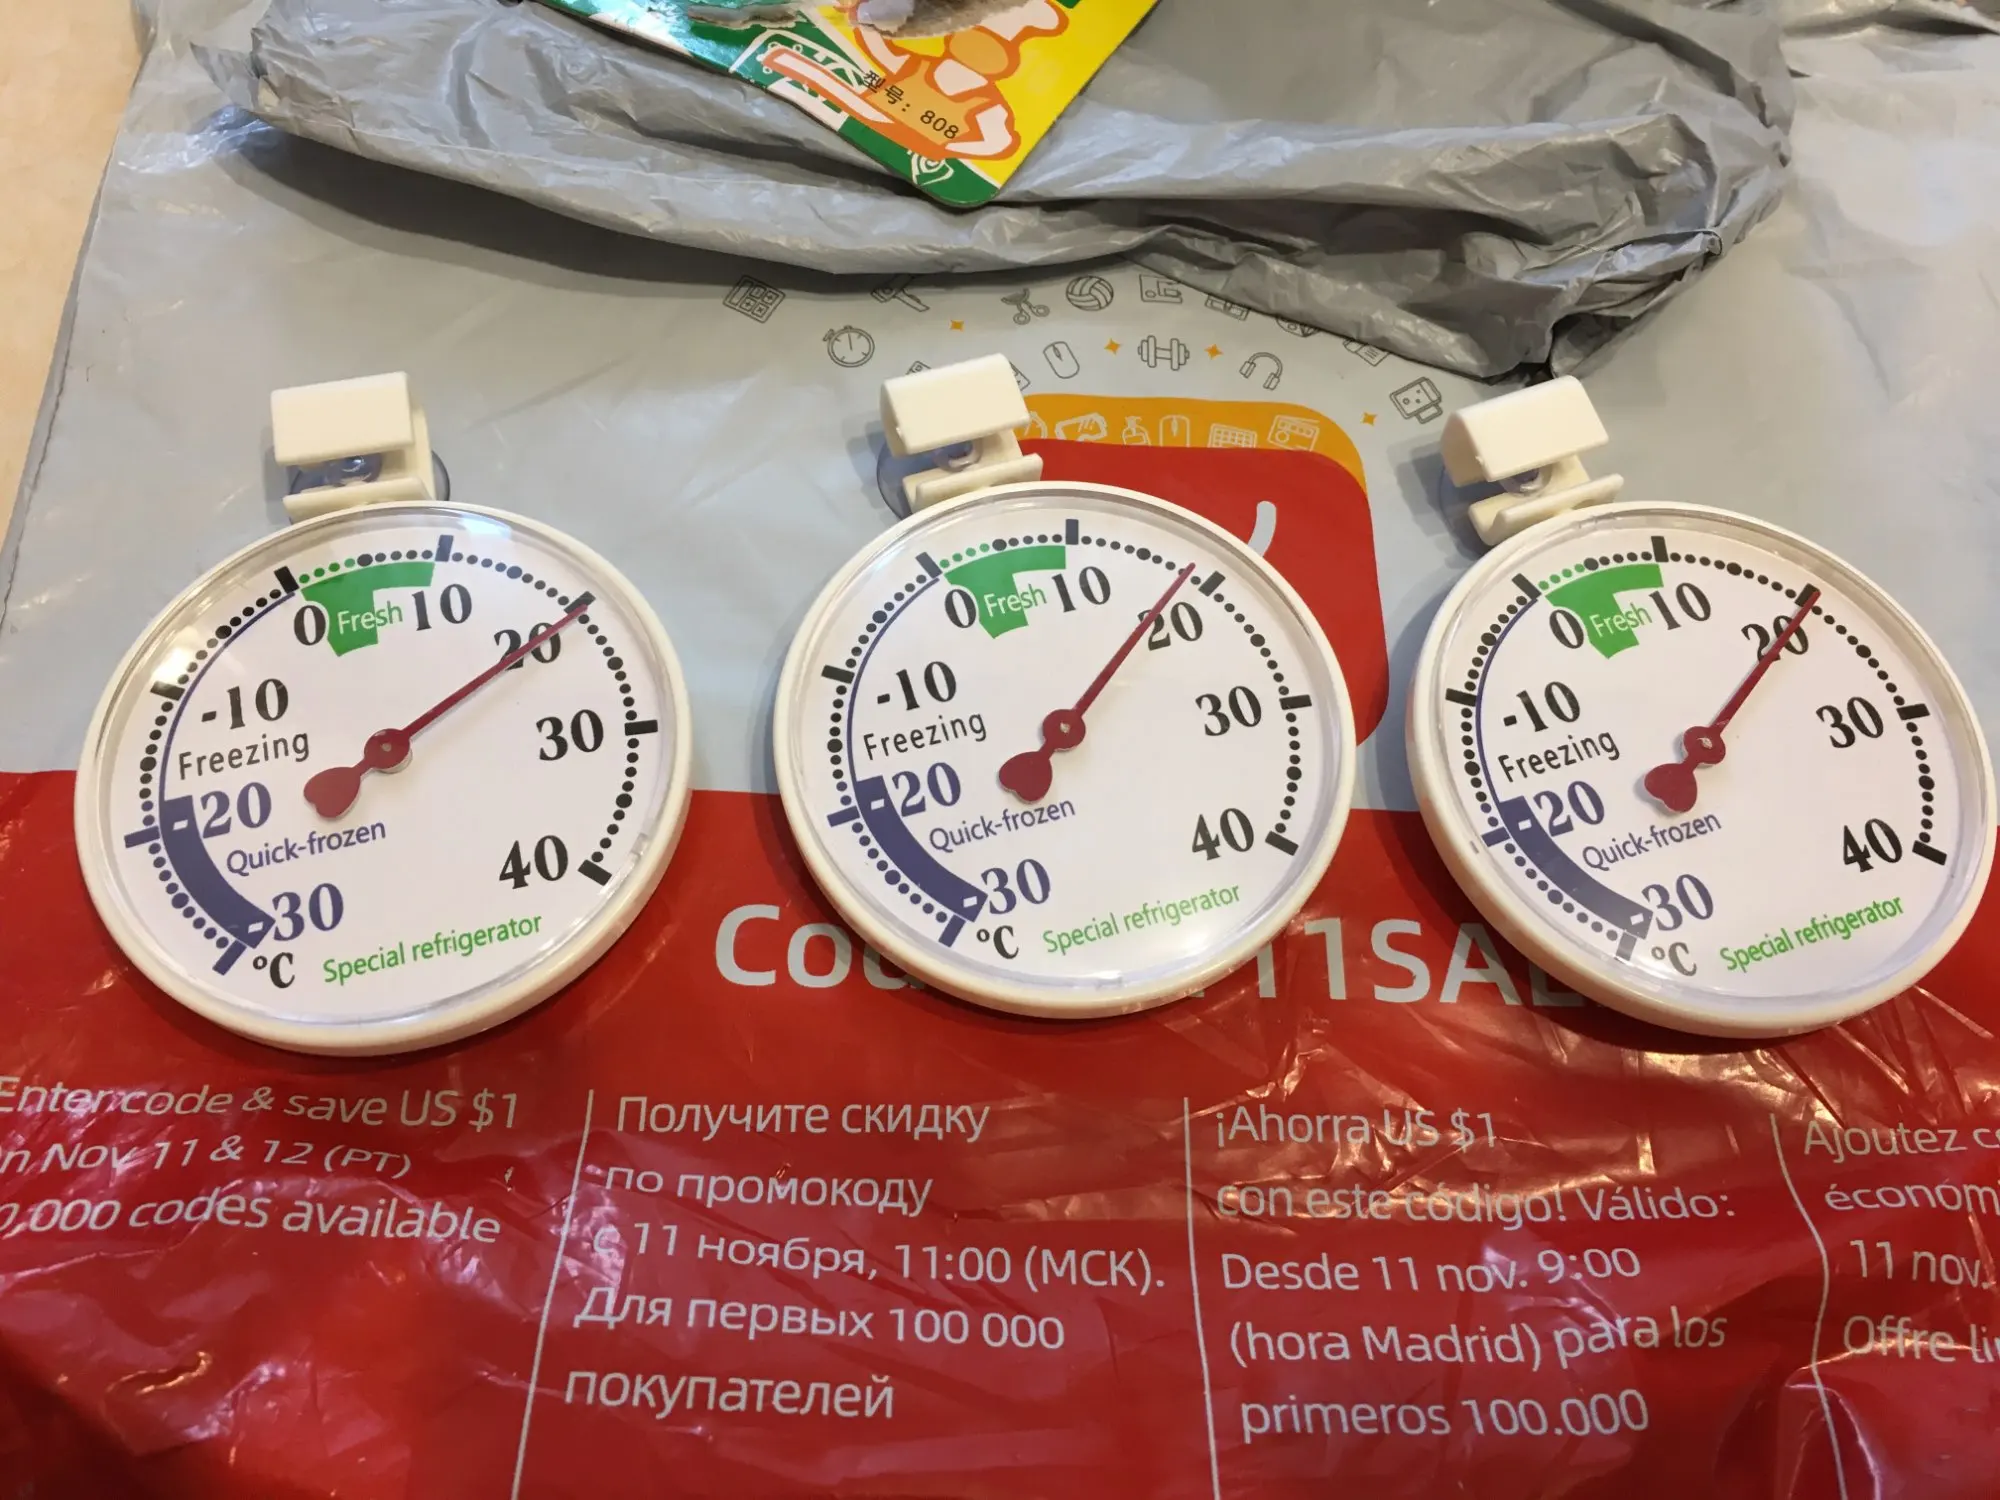 型号: 808
0 Fresh 10
20
-10
30
Freezing
-20
Quick-frozen
40
-30
°C
Special refrigerator
0 Fresh 10
20
-10
30
Freezing
-20
Quick-frozen
40
-30
°C
Special refrigerator
0 Fresh 10
20
-10
30
Freezing
-20
Quick-frozen
40
-30
°C
Special refrigerator
11SAL
Enter code & save US $1
Nov 11 & 12 (PT)
codes available
Получите скидку
по промокоду
с 11 ноября, 11:00 (МСК).
Для первых 100 000
покупателей
¡Ahorra US $1
con este código! Válido:
Desde 11 nov. 9:00
(hora Madrid) para los
primeros 100.000
Ajoutez
11 nov.
Offre